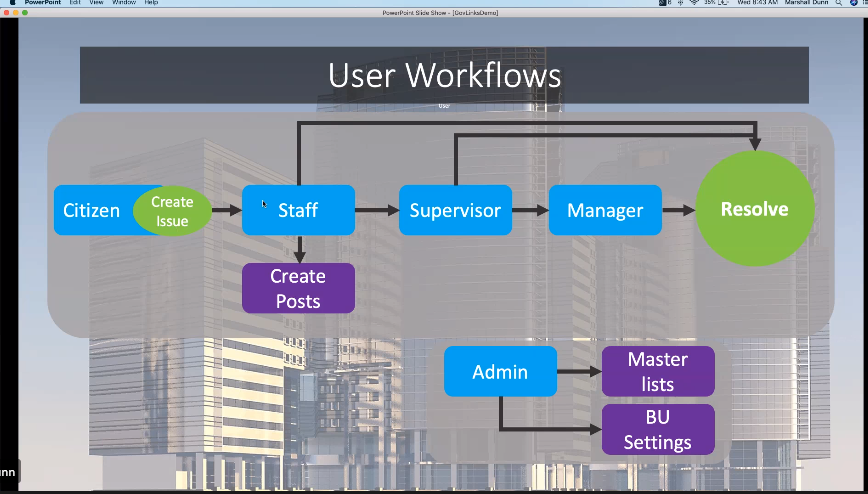 PowerPoint Edit View Window Help
35%
Wed 8:43 AM Marshall Dunn
PowerPoint Slide Show - [GovLinksDemo]
User Workflows
User
Citizen
Create
Issue
Staff
Supervisor
Manager
Resolve
Create
Posts
Admin
Master
lists
BU
Settings
unn